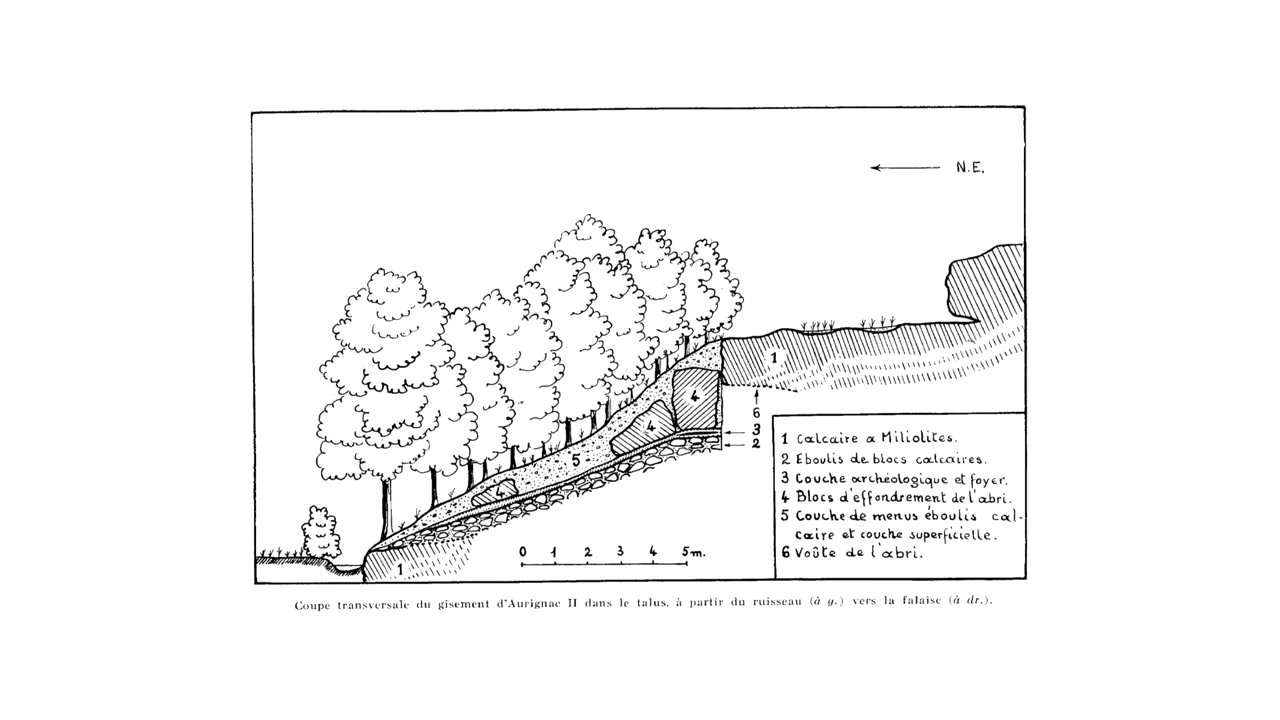 N.E.
1
4
6
4
3
2
5
4
1
0 1 2 3 4 5m.
1 Calcaire a Miliolites.
2 Eboulis de blocs calcaires.
3 Couche archéologique et foyer.
4 Blocs d'effondrement de l'abri.
5 Couche de menus éboulis cal-
caire et couche superficielle.
6 Voûte de l'abri.
Coupe transversale du gisement d'Aurignac II dans le talus, à partir du ruisseau (à g.) vers la falaise (à dr.).